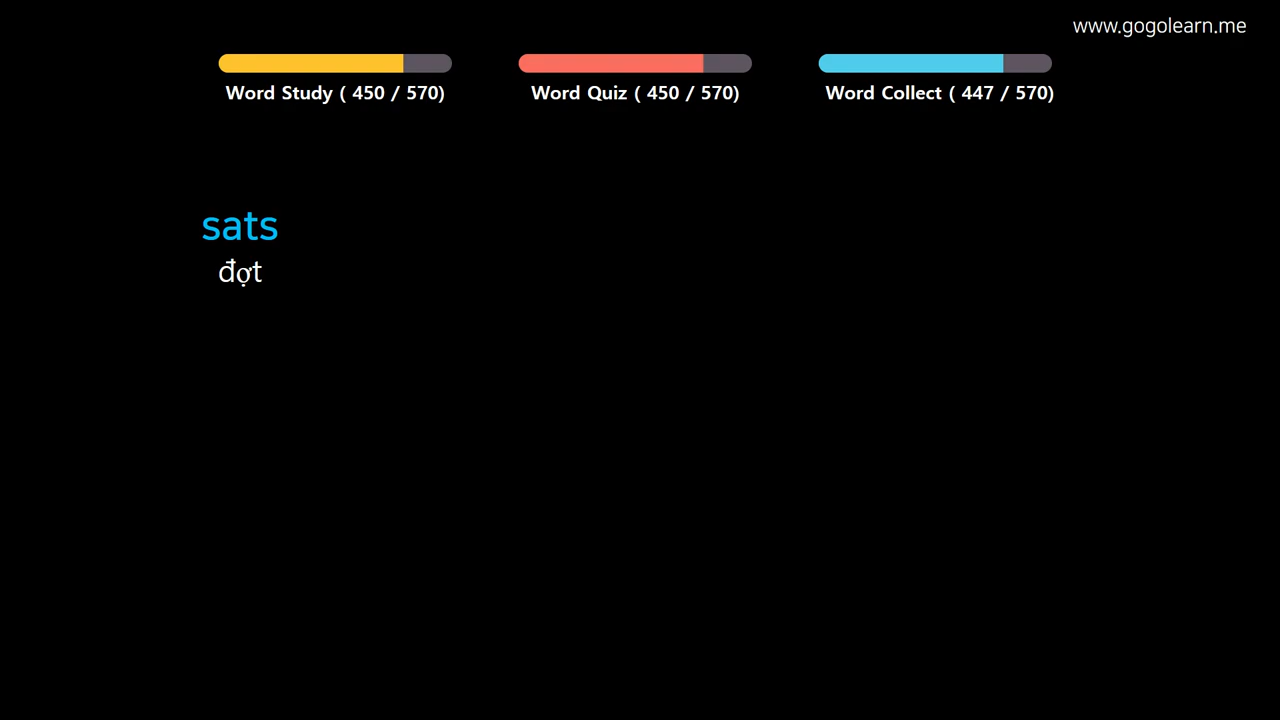 www.gogolearn.me
Word Study ( 450 / 570)
Word Quiz ( 450 / 570)
Word Collect ( 447 / 570)
sats
đợt